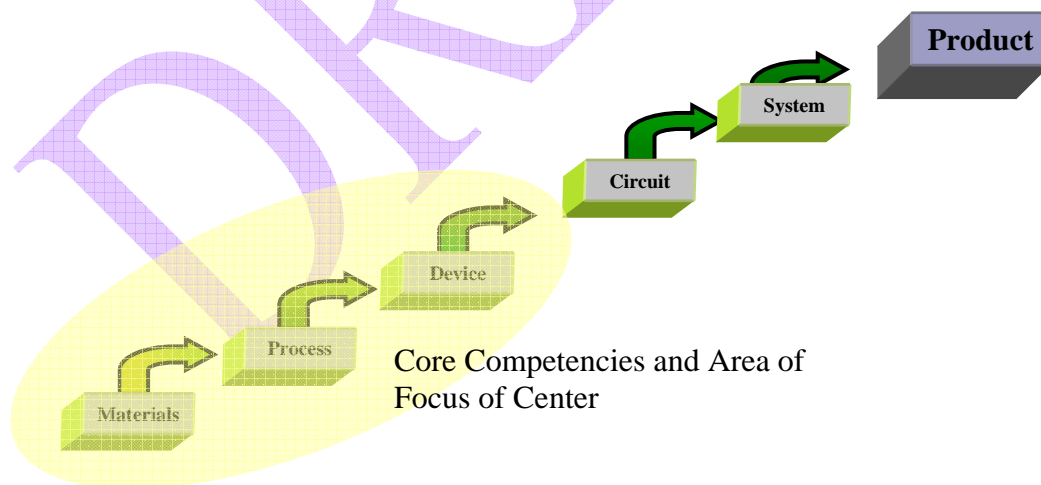 Product
System
Circuit
Device
Process
Materials
Core Competencies and Area of
Focus of Center